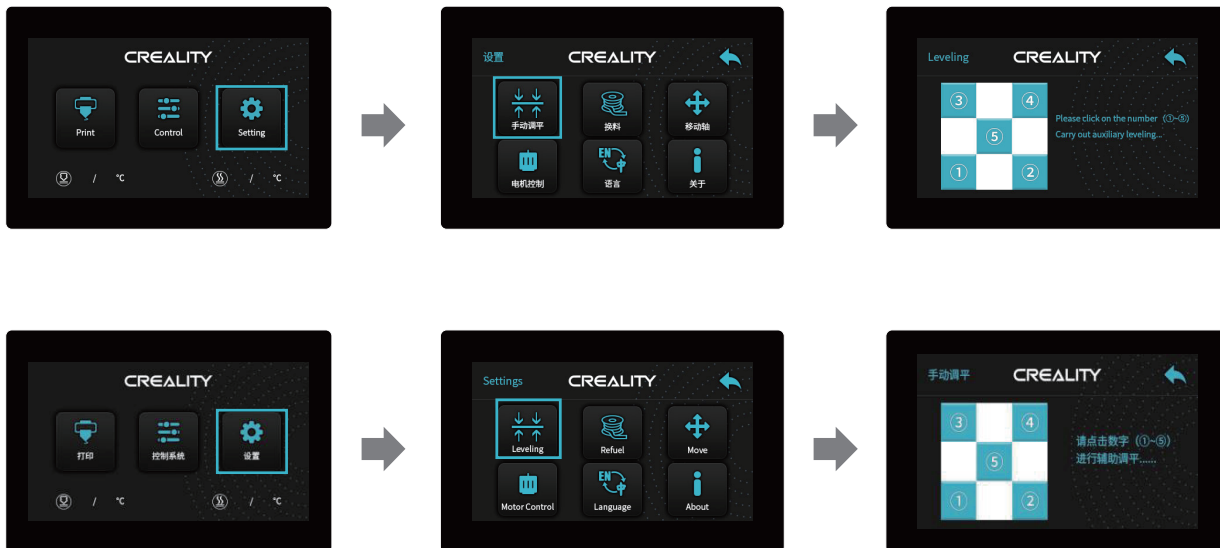 CREALITY
Print
Control
Setting
/ °C
/ °C
设置
CREALITY
手动调平
换料
移动轴
EN
中
电机控制
语言
关于
Leveling
CREALITY
③ ④
⑤
① ②
Please click on the number (①~⑤)
Carry out auxiliary leveling...
CREALITY
打印
控制系统
设置
/ °C
/ °C
Settings
CREALITY
Leveling
Refuel
Move
EN
中
Motor Control
Language
About
手动调平
CREALITY
③ ④
⑤
① ②
请点击数字 (①~⑤)
进行辅助调平......